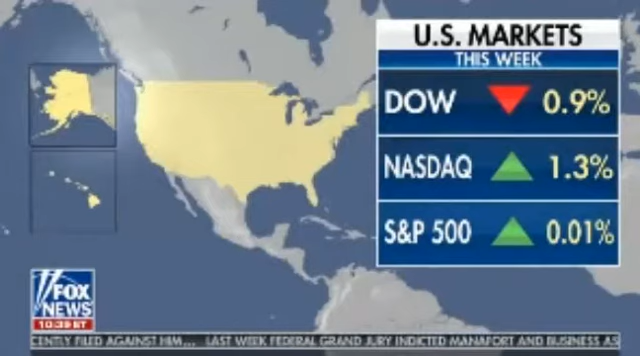 U.S. MARKETS
THIS WEEK
DOW 0.9%
NASDAQ 1.3%
S&P 500 0.01%
FOX
NEWS
10:39 ET
CENTLY FILED AGAINST HIM... LAST WEEK FEDERAL GRAND JURY INDICTED MANAFORT AND BUSINESS AS